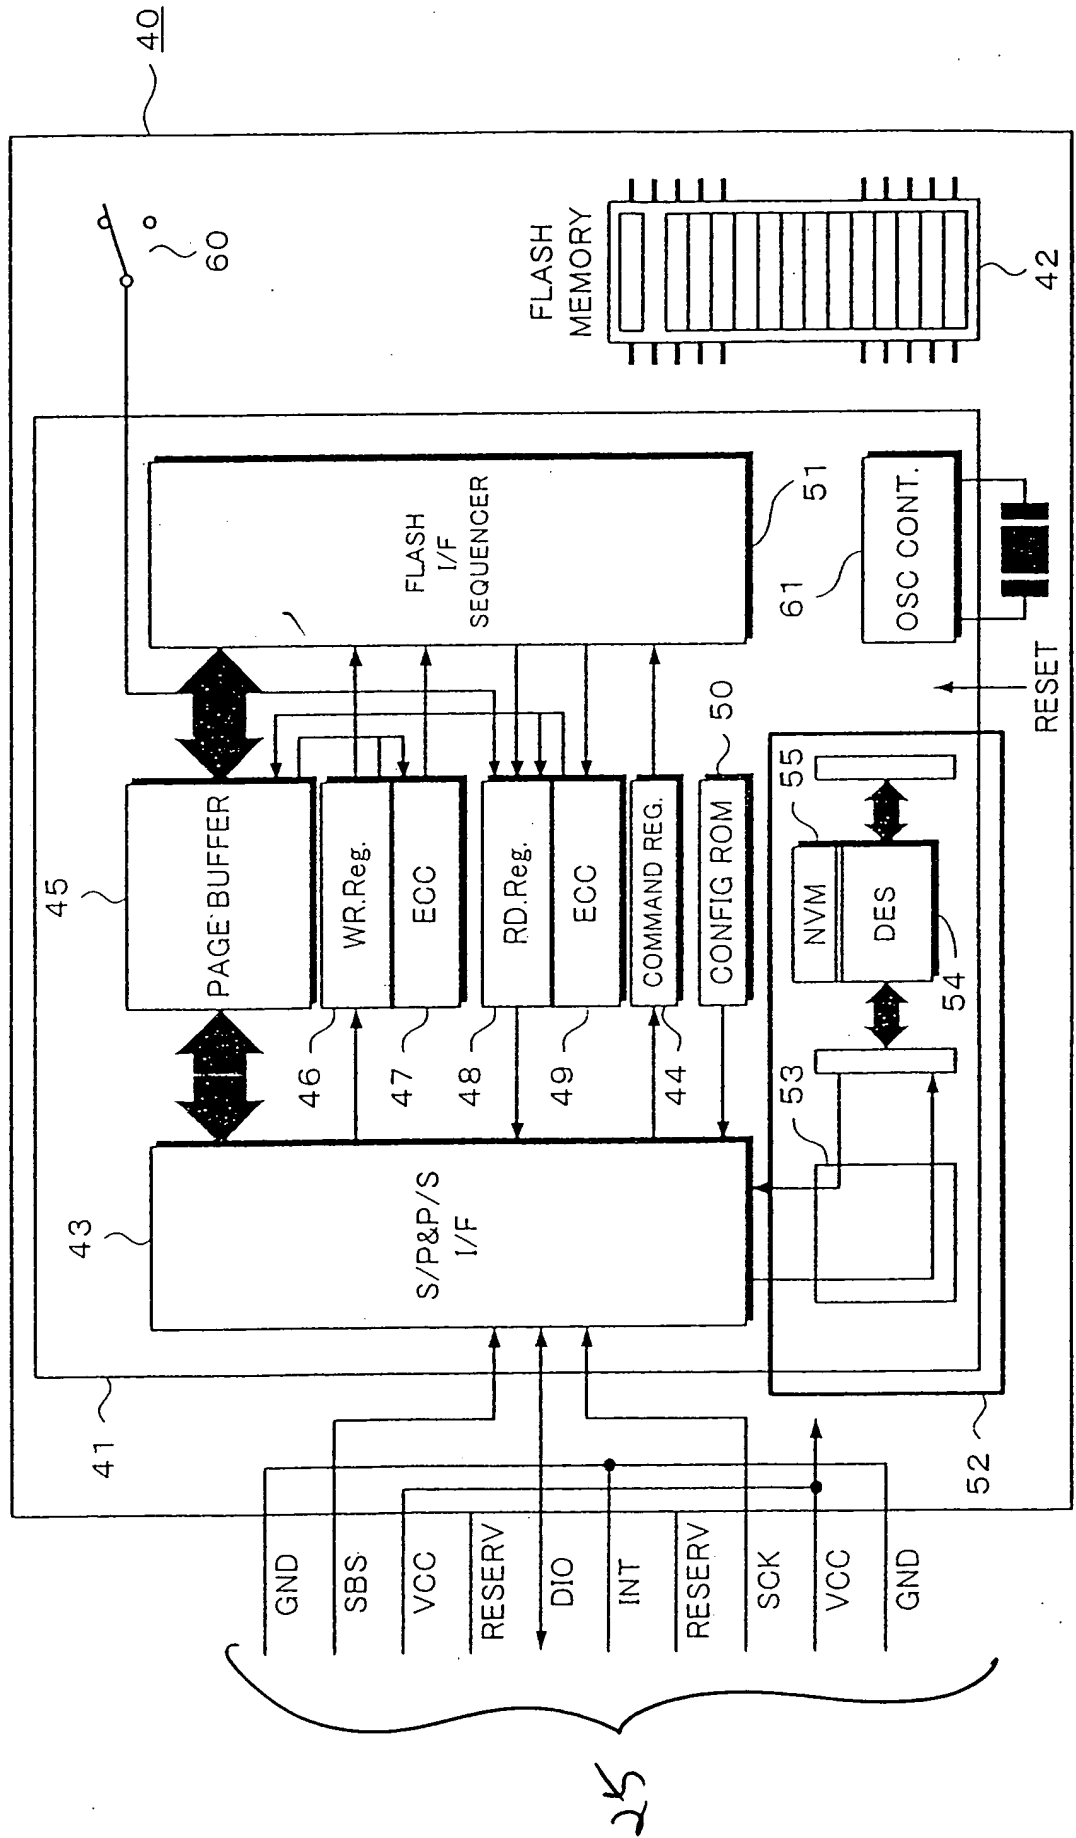 40
60
FLASH
MEMORY
42
41
43
S/P&P/S
I/F
45
PAGE BUFFER
46
WR.Reg.
47
ECC
48
RD.Reg.
49
ECC
44
COMMAND REG.
50
CONFIG ROM
FLASH
I/F
SEQUENCER
51
61
OSC CONT.
RESET
52
53
54
DES
55
NVM
GND
SBS
VCC
RESERV
DIO
INT
RESERV
SCK
VCC
GND
25